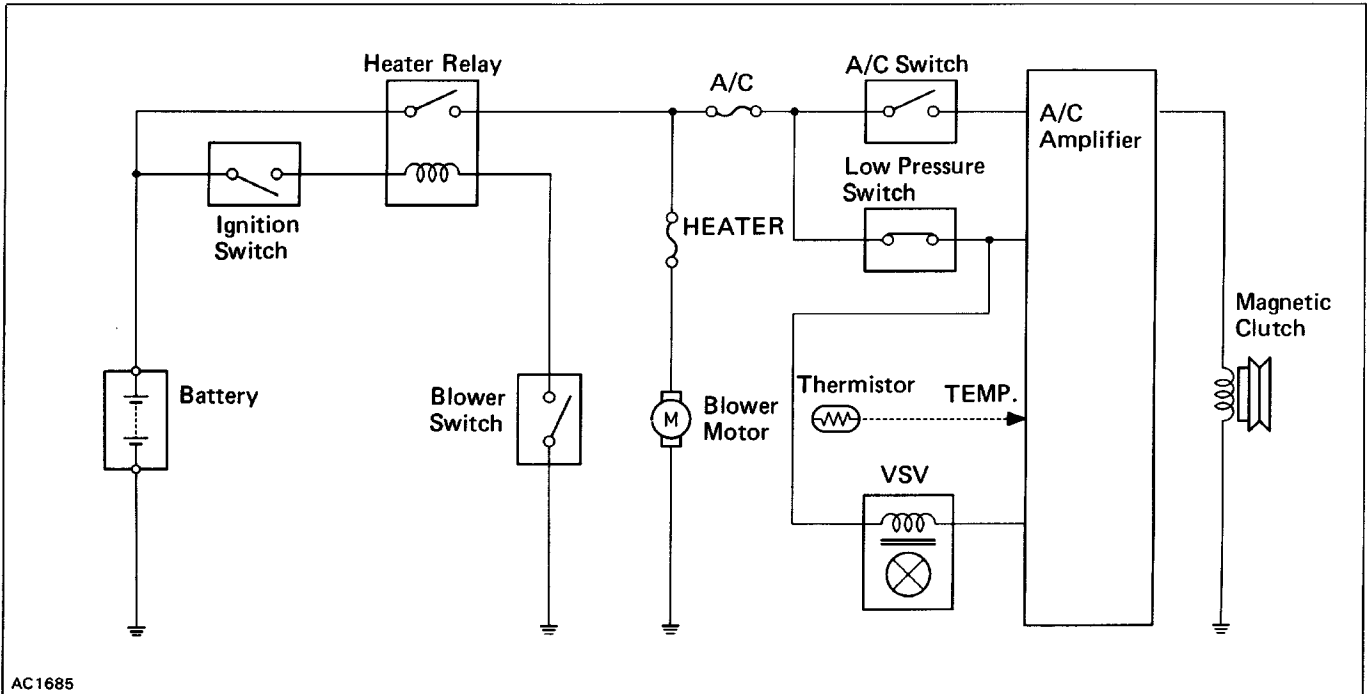 Heater Relay
A/C
A/C Switch
A/C
Amplifier
Low Pressure
Switch
Ignition
Switch
HEATER
Magnetic
Clutch
Battery
Blower
Switch
M
Blower
Motor
Thermistor
TEMP.
VSV
AC1685